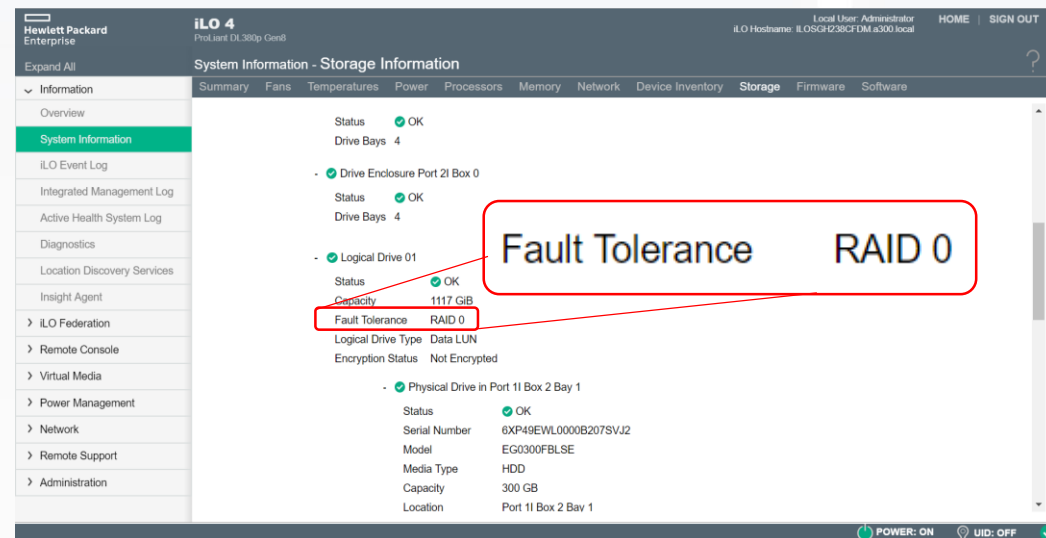 Hewlett Packard
Enterprise
iLO 4
ProLiant DL380p Gen8
Local User: Administrator
iLO Hostname: ILOSGH238CFDM.a300.local
HOME | SIGN OUT
Expand All
System Information - Storage Information
?
Information
Summary Fans Temperatures Power Processors Memory Network Device Inventory Storage Firmware Software
Overview
System Information
iLO Event Log
Integrated Management Log
Active Health System Log
Diagnostics
Location Discovery Services
Insight Agent
iLO Federation
Remote Console
Virtual Media
Power Management
Network
Remote Support
Administration
Status OK
Drive Bays 4
- Drive Enclosure Port 2I Box 0
Status OK
Drive Bays 4
- Logical Drive 01
Status OK
Capacity 1117 GiB
Fault Tolerance RAID 0
Logical Drive Type Data LUN
Encryption Status Not Encrypted
Fault Tolerance RAID 0
- Physical Drive in Port 1I Box 2 Bay 1
Status OK
Serial Number 6XP49EWL0000B207SVJ2
Model EG0300FBLSE
Media Type HDD
Capacity 300 GB
Location Port 1I Box 2 Bay 1
POWER: ON UID: OFF